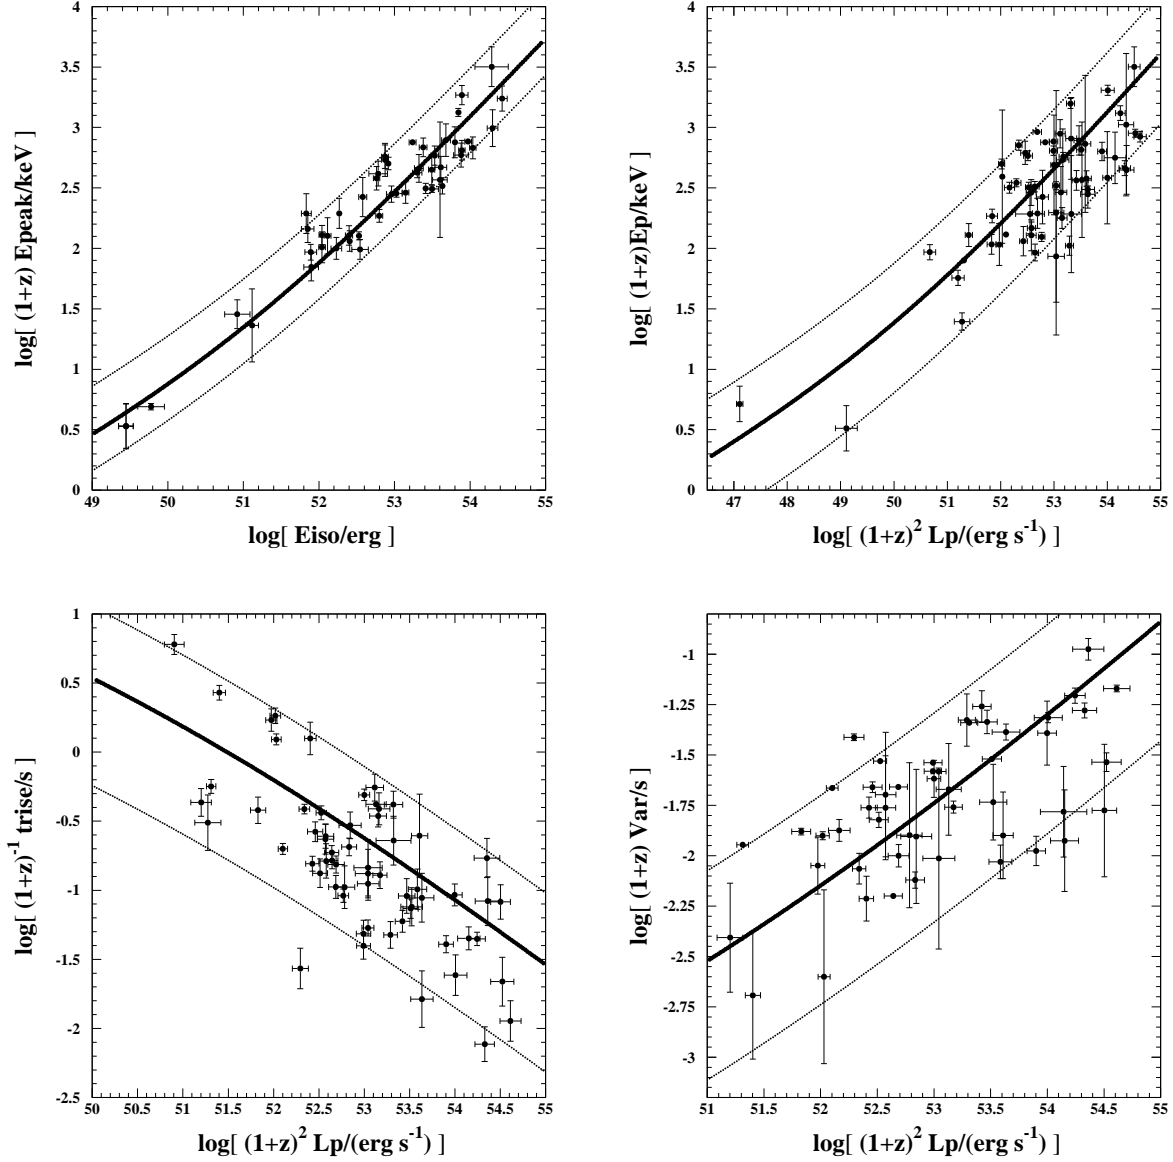 4
3.5
3
2.5
2
1.5
1
0.5
0
49 50 51 52 53 54 55
log[ (1+z) Epeak/keV ]
log[ Eiso/erg ]
4
3.5
3
2.5
2
1.5
1
0.5
0
47 48 49 50 51 52 53 54 55
log[ (1+z)Ep/keV ]
log[ (1+z)² Lp/(erg s⁻¹) ]
1
0.5
0
-0.5
-1
-1.5
-2
-2.5
50 50.5 51 51.5 52 52.5 53 53.5 54 54.5 55
log[ (1+z)⁻¹ trise/s ]
log[ (1+z)² Lp/(erg s⁻¹) ]
-1
-1.25
-1.5
-1.75
-2
-2.25
-2.5
-2.75
-3
51 51.5 52 52.5 53 53.5 54 54.5 55
log[ (1+z) Var/s ]
log[ (1+z)² Lp/(erg s⁻¹) ]